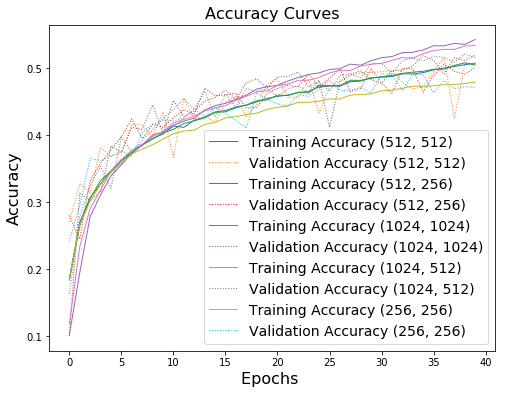 Accuracy Curves
Accuracy
0.5
0.4
0.3
0.2
0.1
Training Accuracy (512, 512)
Validation Accuracy (512, 512)
Training Accuracy (512, 256)
Validation Accuracy (512, 256)
Training Accuracy (1024, 1024)
Validation Accuracy (1024, 1024)
Training Accuracy (1024, 512)
Validation Accuracy (1024, 512)
Training Accuracy (256, 256)
Validation Accuracy (256, 256)
0 5 10 15 20 25 30 35 40
Epochs